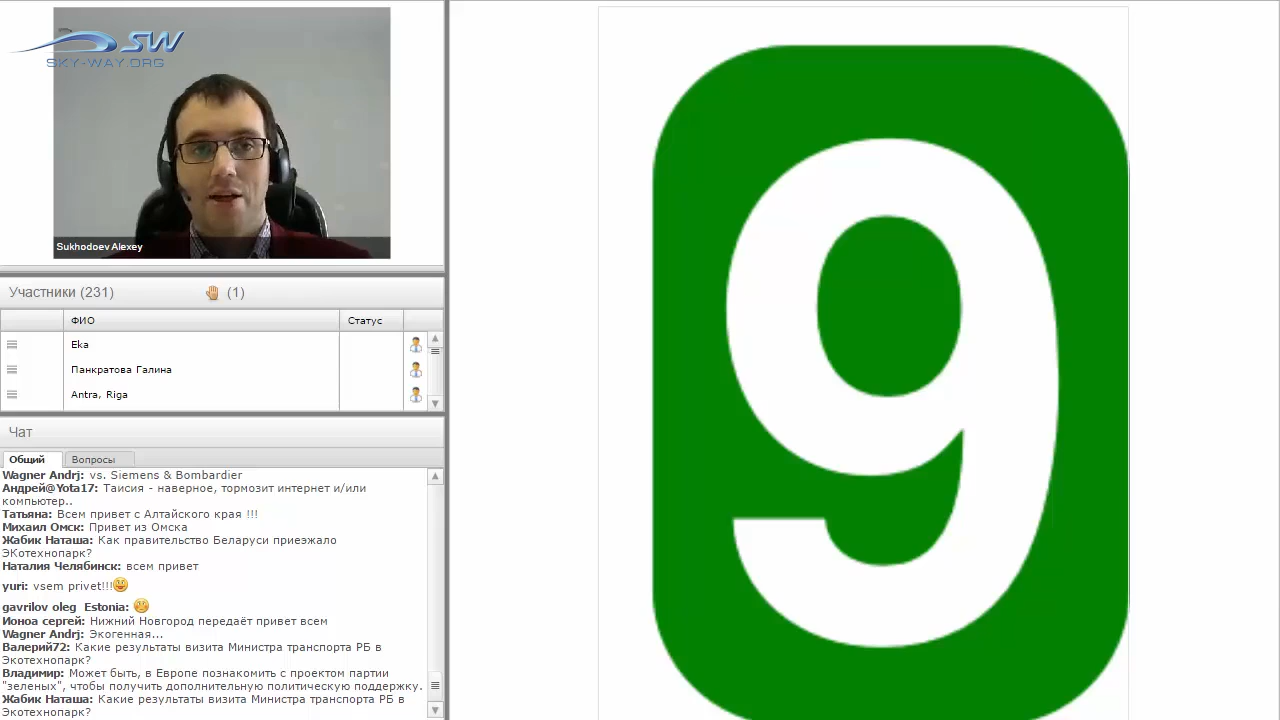 SW
SKY-WAY.ORG
Sukhodoev Alexey
Участники (231) (1)
ФИО Статус
Eka
Панкратова Галина
Antra, Riga
Чат
Общий Вопросы
Wagner Andrj: vs. Siemens & Bombardier
Андрей@Yota17: Таисия - наверное, тормозит интернет и/или
компьютер..
Татьяна: Всем привет с Алтайского края !!!
Михаил Омск: Привет из Омска
Жабик Наташа: Как правительство Беларуси приезжало
ЭКотехнопарк?
Наталия Челябинск: всем привет
yuri: vsem privet!!!
gavrilov oleg Estonia:
Ионоа сергей: Нижний Новгород передаёт привет всем
Wagner Andrj: Экогенная...
Валерий72: Какие результаты визита Министра транспорта РБ в
Экотехнопарк?
Владимир: Может быть, в Европе познакомить с проектом партии
"зеленых", чтобы получить дополнительную политическую поддержку.
Жабик Наташа: Какие результаты визита Министра транспорта РБ в
Экотехнопарк?
9